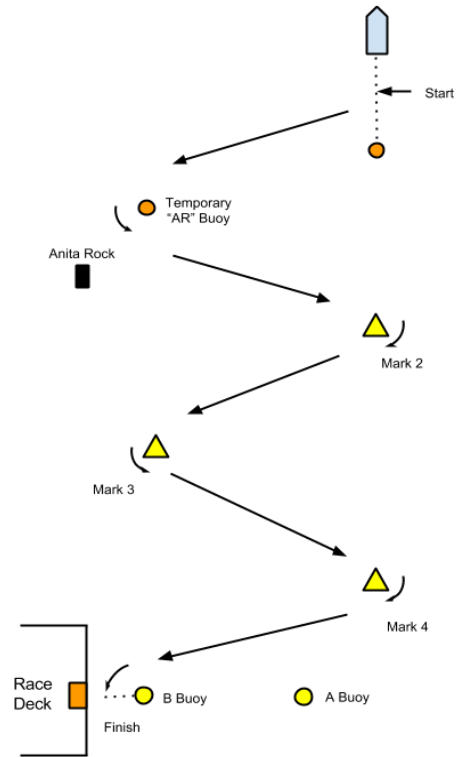 Start
Temporary
"AR" Buoy
Anita Rock
Mark 2
Mark 3
Mark 4
Race
Deck
B Buoy
A Buoy
Finish